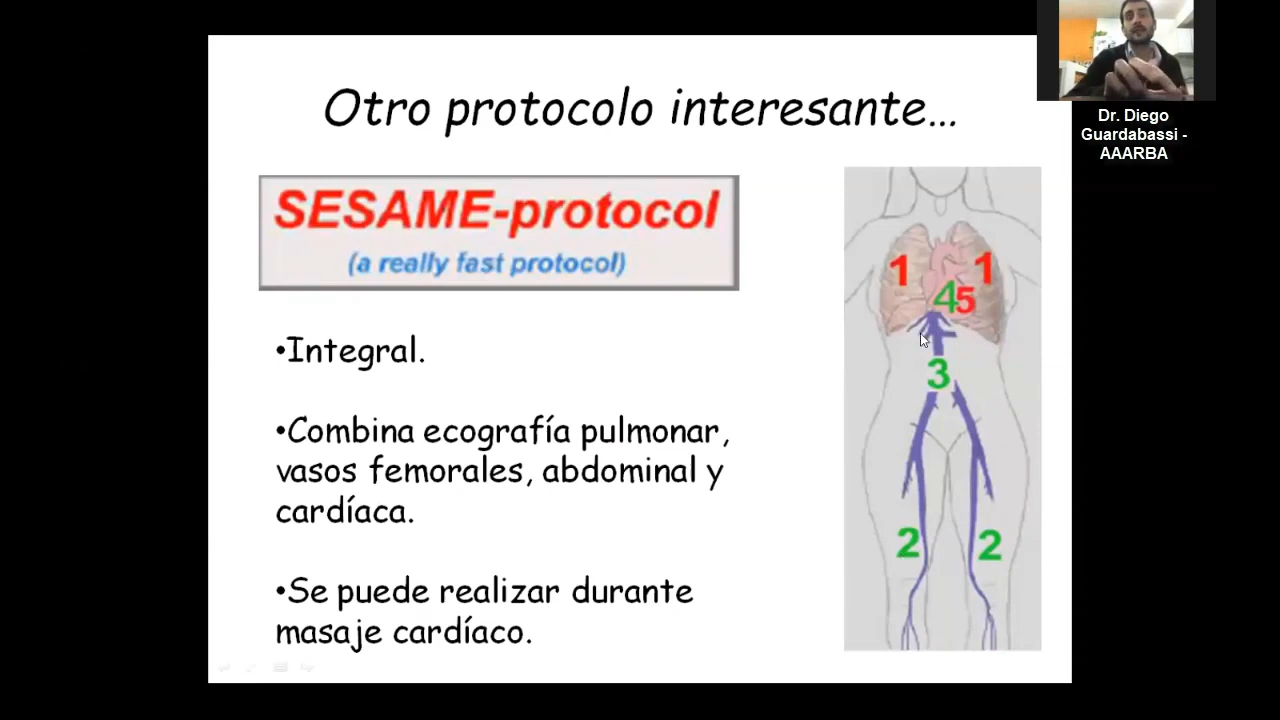 Otro protocolo interesante...
SESAME-protocol
(a really fast protocol)
•Integral.
•Combina ecografía pulmonar,
vasos femorales, abdominal y
cardíaca.
•Se puede realizar durante
masaje cardíaco.
1
1
4
5
3
2
2
Dr. Diego
Guardabassi -
AAARBA